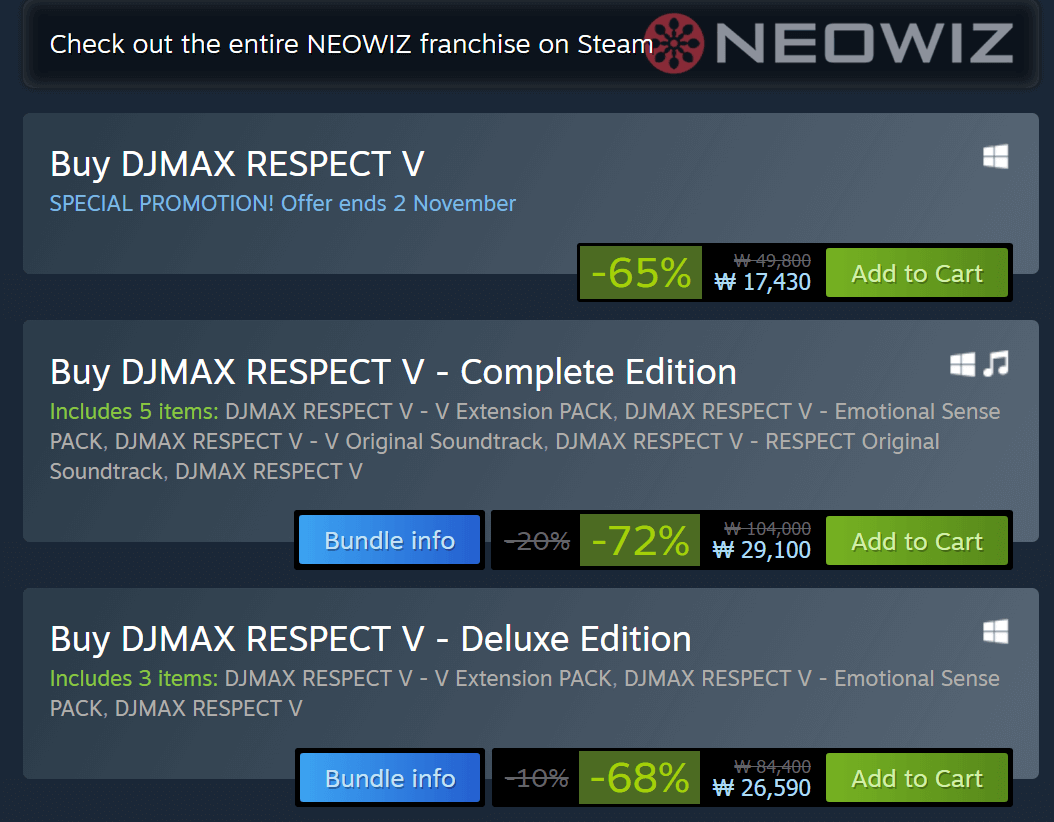 Check out the entire NEOWIZ franchise on Steam
NEOWIZ
Buy DJMAX RESPECT V
SPECIAL PROMOTION! Offer ends 2 November
-65%
₩ 49,800
₩ 17,430
Add to Cart
Buy DJMAX RESPECT V - Complete Edition
Includes 5 items: DJMAX RESPECT V - V Extension PACK, DJMAX RESPECT V - Emotional Sense
PACK, DJMAX RESPECT V - V Original Soundtrack, DJMAX RESPECT V - RESPECT Original
Soundtrack, DJMAX RESPECT V
Bundle info
-20%
-72%
₩ 104,000
₩ 29,100
Add to Cart
Buy DJMAX RESPECT V - Deluxe Edition
Includes 3 items: DJMAX RESPECT V - V Extension PACK, DJMAX RESPECT V - Emotional Sense
PACK, DJMAX RESPECT V
Bundle info
-10%
-68%
₩ 84,400
₩ 26,590
Add to Cart